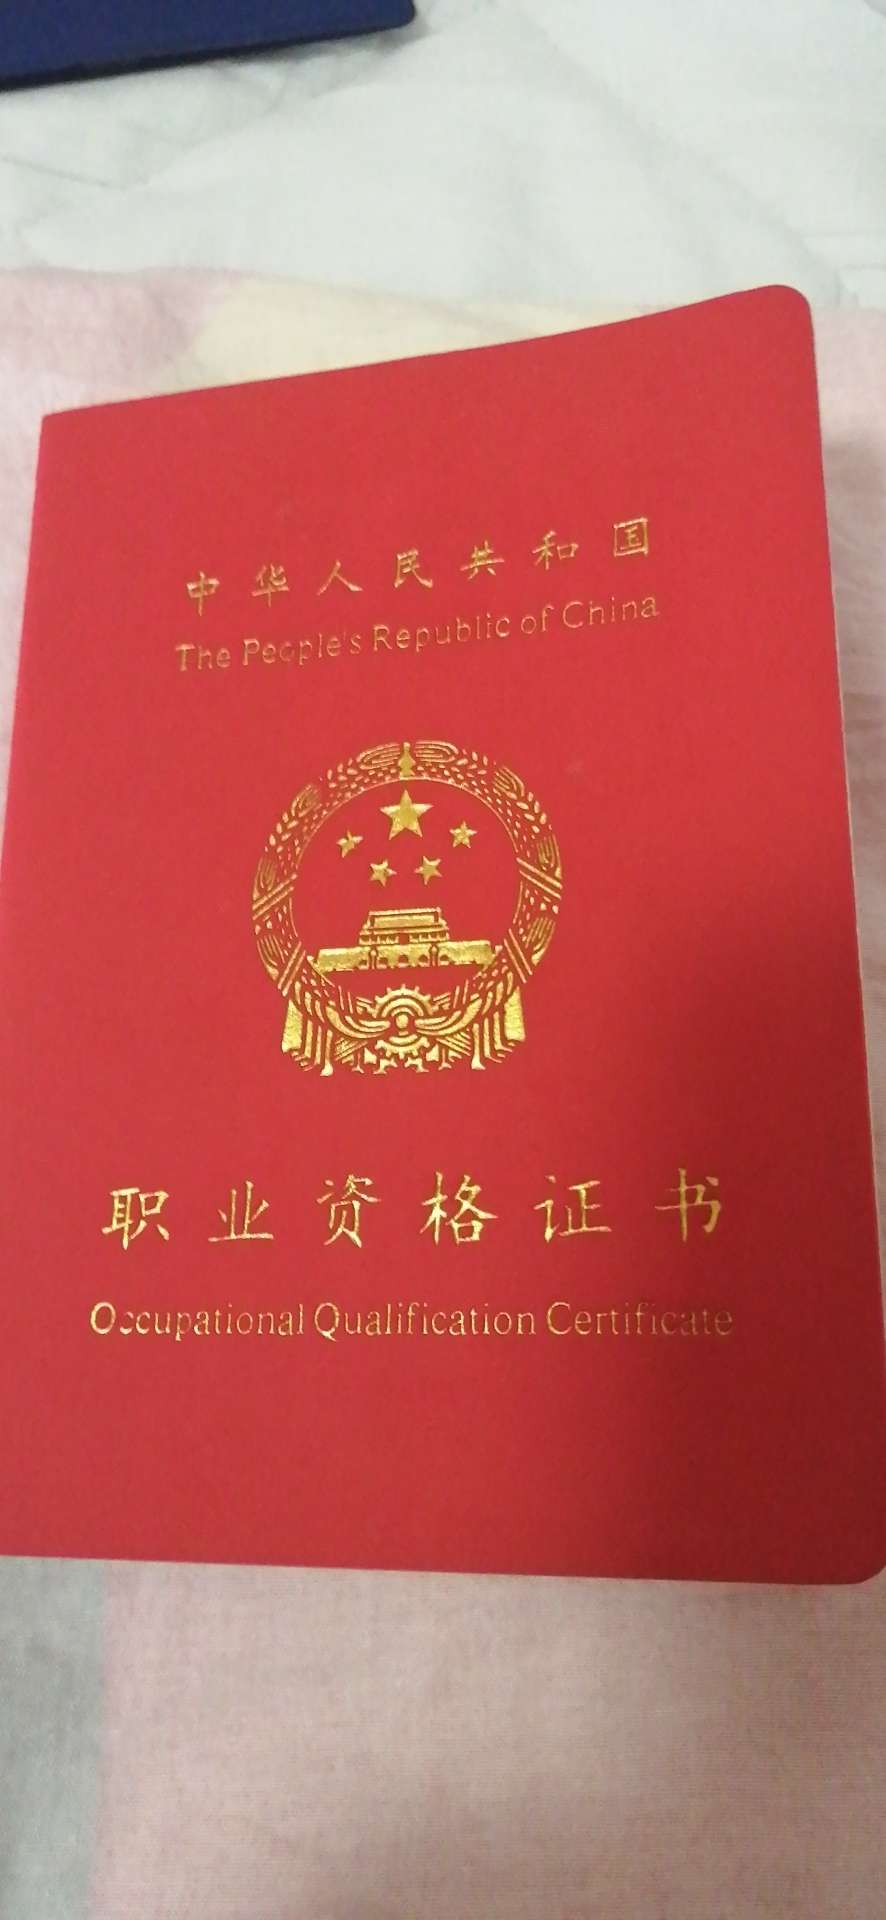 中华人民共和国
The People's Republic of China
职业资格证书
Occupational Qualification Certificate